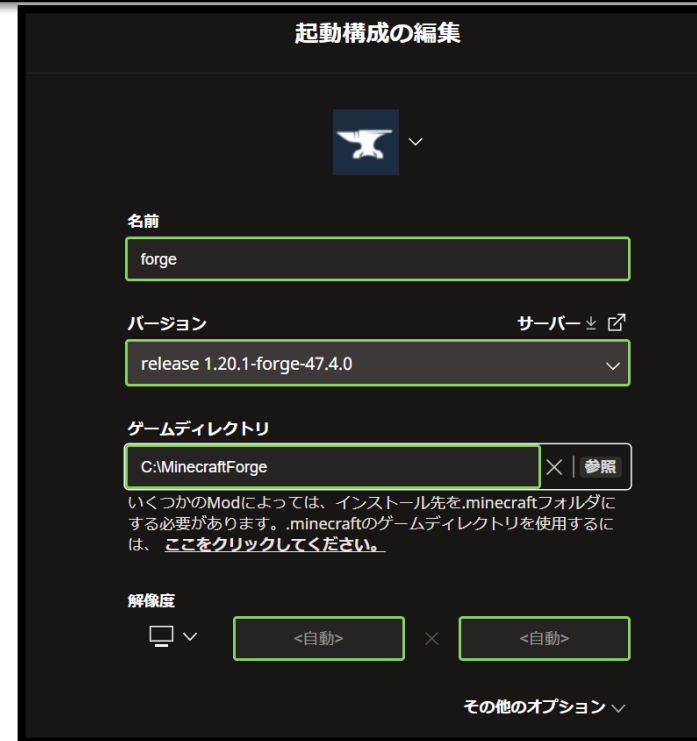 起動構成の編集
名前
forge
バージョン サーバー
release 1.20.1-forge-47.4.0
ゲームディレクトリ
C:\MinecraftForge 参照
いくつかのModによっては、インストール先を.minecraftフォルダに
する必要があります。.minecraftのゲームディレクトリを使用するに
は、 ここをクリックしてください。
解像度
<自動> × <自動>
その他のオプション